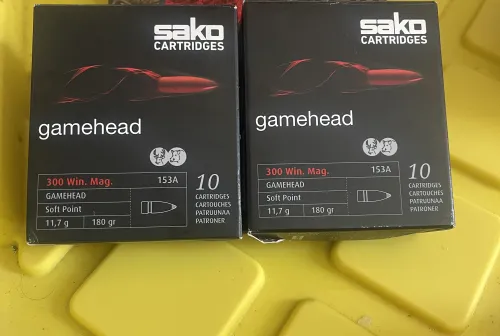 sako
CARTRIDGES
gamehead
300 Win. Mag. 153A
GAMEHEAD
Soft Point
11,7 g 180 gr
10
CARTRIDGES
CARTOUCHES
PATRUUNAA
PATRONER
sako
CARTRIDGES
gamehead
300 Win. Mag. 153A
GAMEHEAD
Soft Point
11,7 g 180 gr
10
CARTRIDGES
CARTOUCHES
PATRUUNAA
PATRONER